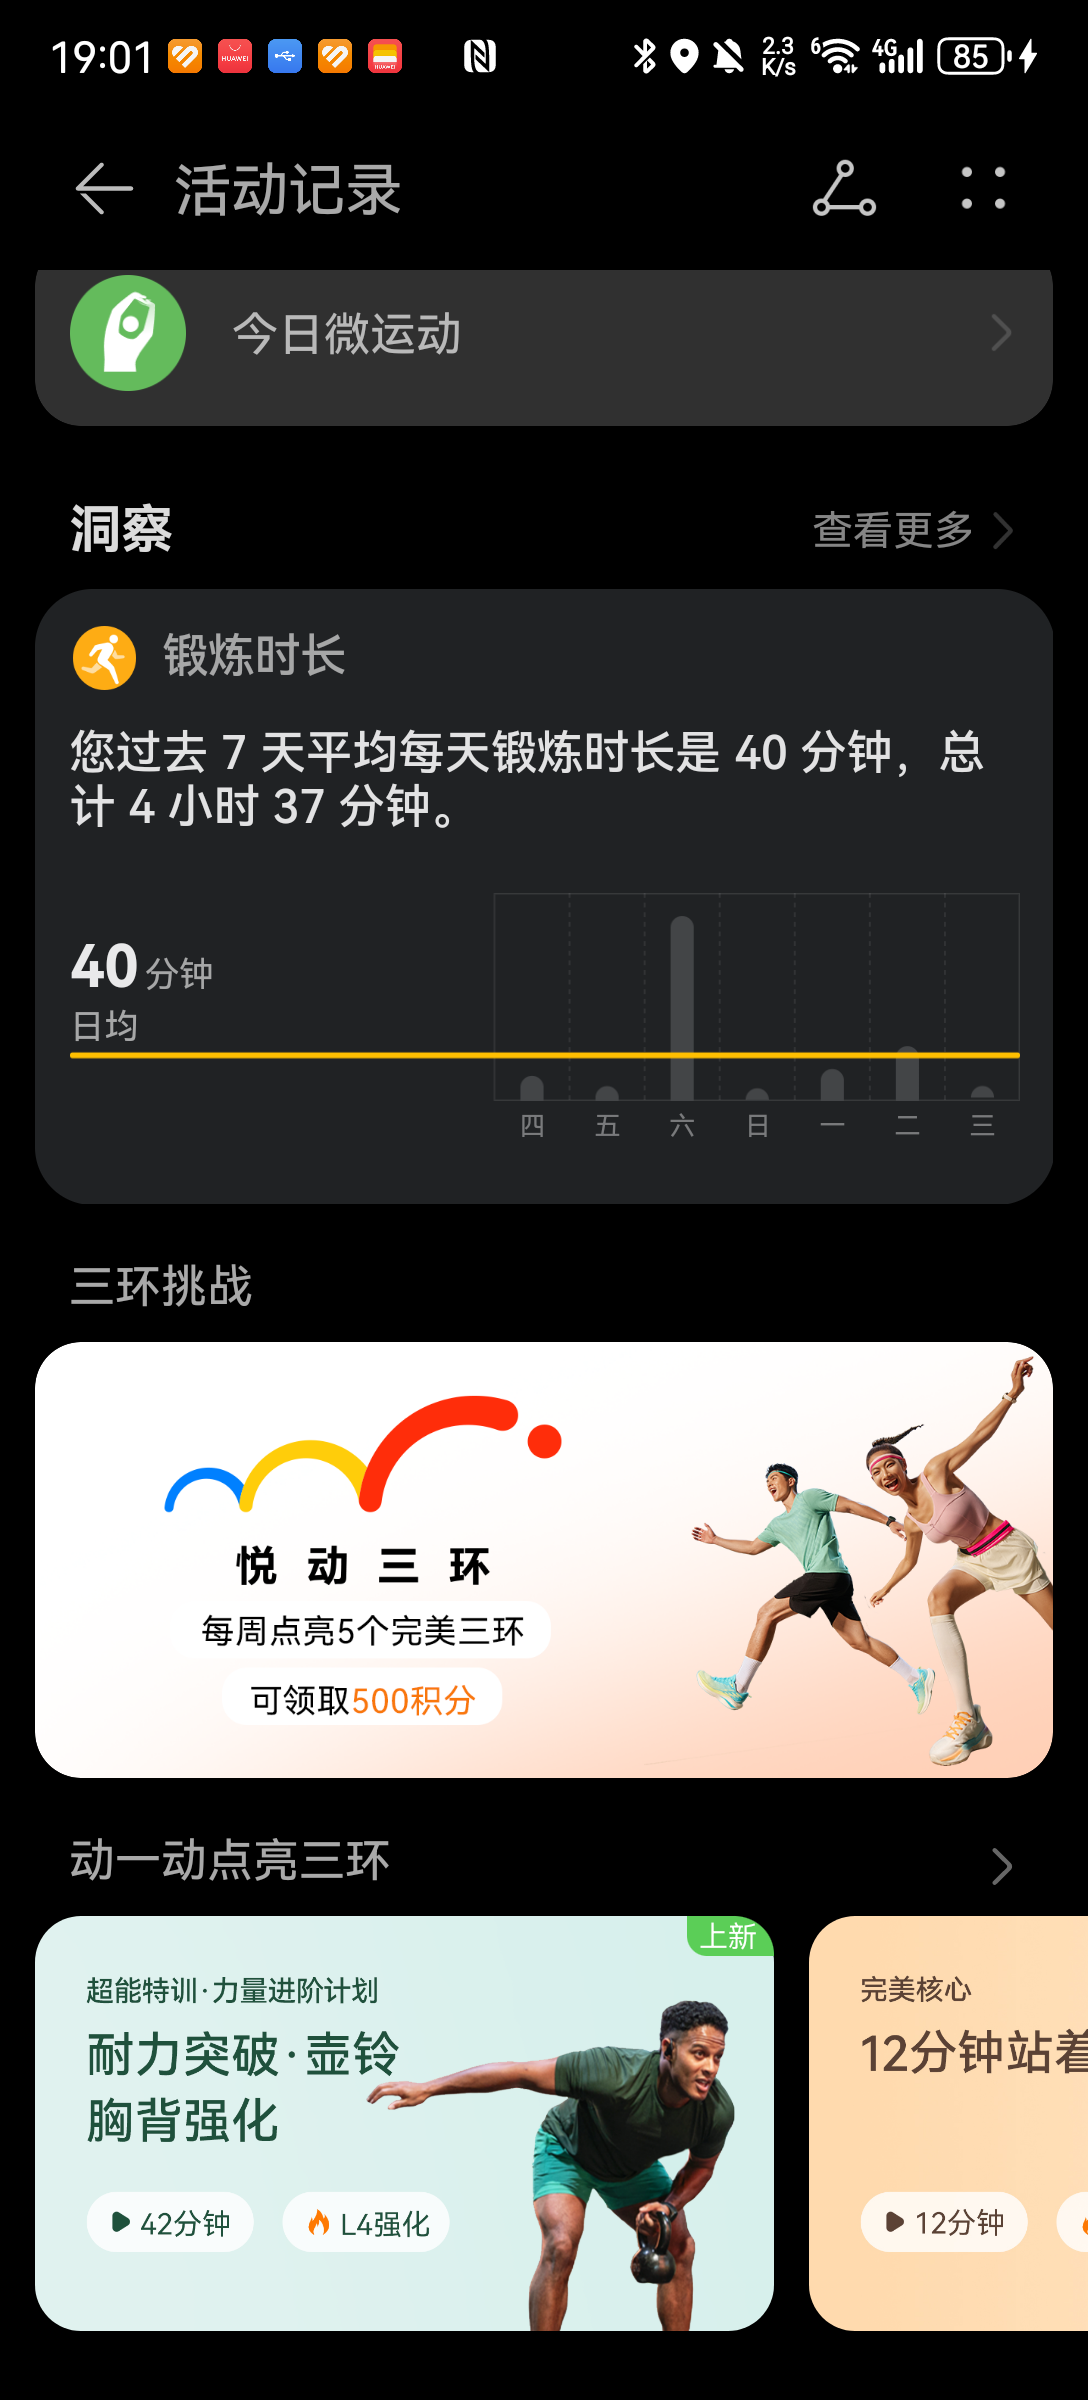 19:01
HUAWEI
HUAWEI
2.3
K/s
6
4G
85
活动记录
今日微运动
洞察
查看更多
锻炼时长
您过去 7 天平均每天锻炼时长是 40 分钟，总
计 4 小时 37 分钟。
40 分钟
日均
四 五 六 日 一 二 三
三环挑战
悦动三环
每周点亮5个完美三环
可领取500积分
动一动点亮三环
上新
超能特训·力量进阶计划
耐力突破·壶铃
胸背强化
42分钟
L4强化
完美核心
12分钟站着
12分钟